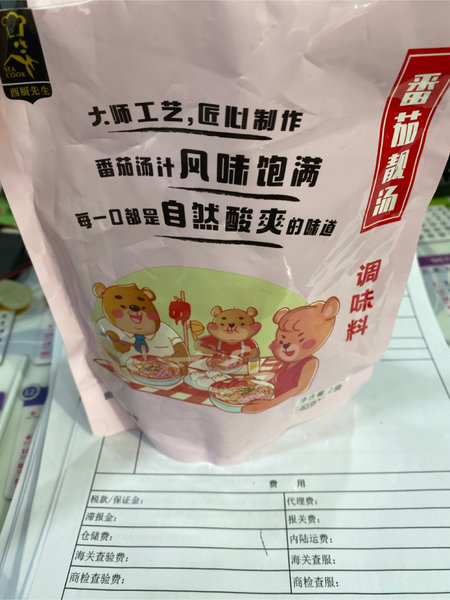 SEA COOK
西厨先生
大师工艺,匠心制作
番茄汤汁风味饱满
每一口都是自然酸爽的味道
番茄靓汤
调味料
费 用
税款/保证金:
代理费:
滞报金:
报关费:
仓储费:
内陆运费:
海关查验费:
海关查服:
商检查验费:
商检查服: